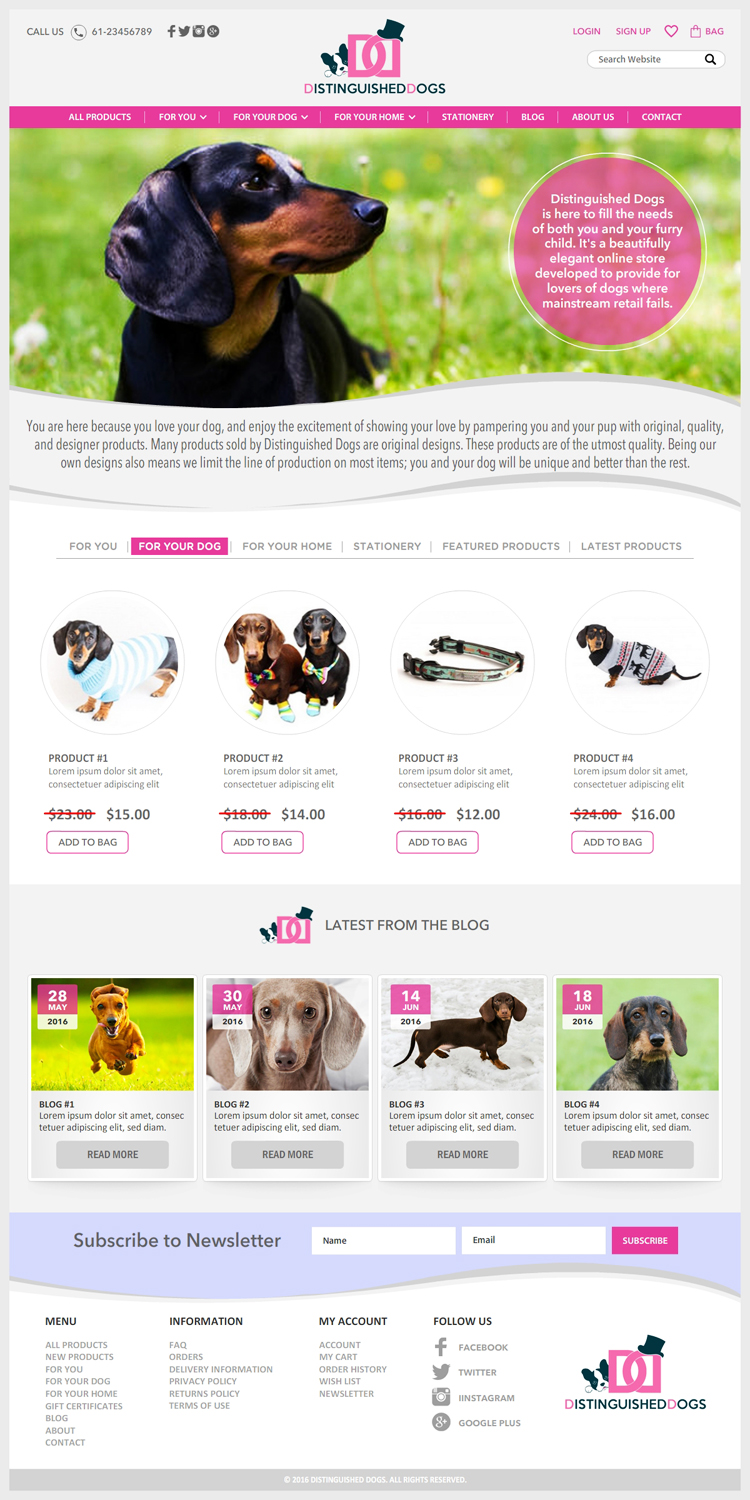 CALL US 61-23456789
LOGIN SIGN UP BAG
Search Website
DD
DISTINGUISHEDDOGS
ALL PRODUCTS FOR YOU FOR YOUR DOG FOR YOUR HOME STATIONERY BLOG ABOUT US CONTACT
Distinguished Dogs
is here to fill the needs
of both you and your furry
child. It's a beautifully
elegant online store
developed to provide for
lovers of dogs where
mainstream retail fails.
You are here because you love your dog, and enjoy the excitement of showing your love by pampering you and your pup with original, quality,
and designer products. Many products sold by Distinguished Dogs are original designs. These products are of the utmost quality. Being our
own designs also means we limit the line of production on most items; you and your dog will be unique and better than the rest.
FOR YOU FOR YOUR DOG FOR YOUR HOME STATIONERY FEATURED PRODUCTS LATEST PRODUCTS
PRODUCT #1
Lorem ipsum dolor sit amet,
consectetuer adipiscing elit
$23.00 $15.00
ADD TO BAG
PRODUCT #2
Lorem ipsum dolor sit amet,
consectetuer adipiscing elit
$18.00 $14.00
ADD TO BAG
PRODUCT #3
Lorem ipsum dolor sit amet,
consectetuer adipiscing elit
$16.00 $12.00
ADD TO BAG
PRODUCT #4
Lorem ipsum dolor sit amet,
consectetuer adipiscing elit
$24.00 $16.00
ADD TO BAG
DD
LATEST FROM THE BLOG
28
MAY
2016
BLOG #1
Lorem ipsum dolor sit amet, consec
tetuer adipiscing elit, sed diam.
READ MORE
30
MAY
2016
BLOG #2
Lorem ipsum dolor sit amet, consec
tetuer adipiscing elit, sed diam.
READ MORE
14
JUN
2016
BLOG #3
Lorem ipsum dolor sit amet, consec
tetuer adipiscing elit, sed diam.
READ MORE
18
JUN
2016
BLOG #4
Lorem ipsum dolor sit amet, consec
tetuer adipiscing elit, sed diam.
READ MORE
Subscribe to Newsletter Name Email SUBSCRIBE
MENU
ALL PRODUCTS
NEW PRODUCTS
FOR YOU
FOR YOUR DOG
FOR YOUR HOME
GIFT CERTIFICATES
BLOG
ABOUT
CONTACT
INFORMATION
FAQ
ORDERS
DELIVERY INFORMATION
PRIVACY POLICY
RETURNS POLICY
TERMS OF USE
MY ACCOUNT
ACCOUNT
MY CART
ORDER HISTORY
WISH LIST
NEWSLETTER
FOLLOW US
FACEBOOK
TWITTER
IINSTAGRAM
GOOGLE PLUS
DD
DISTINGUISHEDDOGS
© 2016 DISTINGUISHED DOGS. ALL RIGHTS RESERVED.